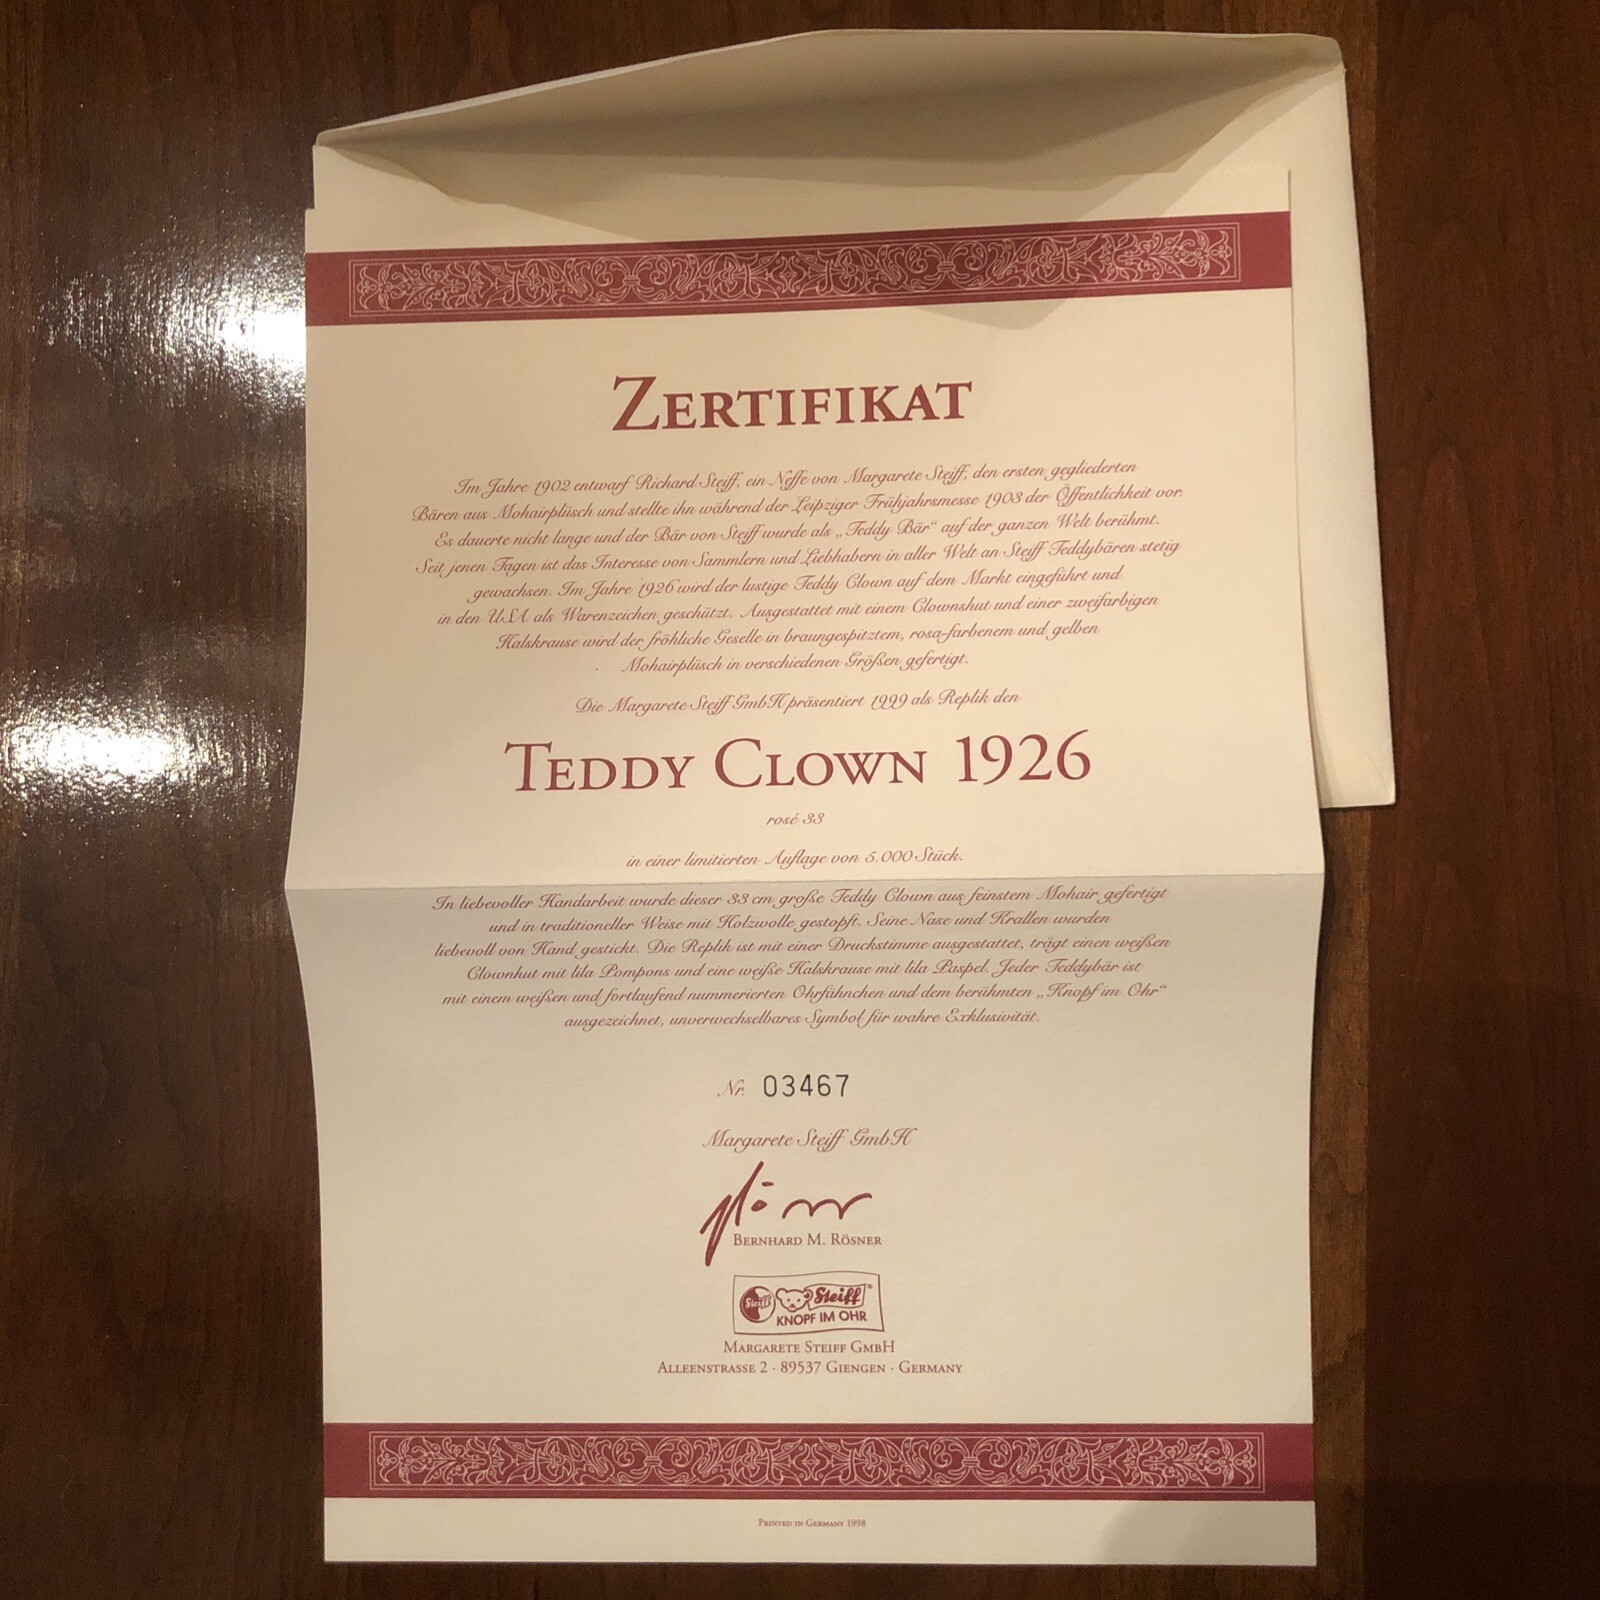 Zertifikat
Im Jahre 1902 entwarf Richard Steiff, ein Neffe von Margarete Steiff, den ersten gegliederten
Bären aus Mohairplüsch und stellte ihn während der Leipziger Frühjahrsmesse 1903 der Öffentlichkeit vor.
Es dauerte nicht lange und der Bär von Steiff wurde als „Teddy Bär“ auf der ganzen Welt berühmt.
Seit jenen Tagen ist das Interesse von Sammlern und Liebhabern in aller Welt an Steiff Teddybären stetig
gewachsen. Im Jahre 1926 wird der lustige Teddy Clown auf dem Markt eingeführt und
in den USA als Warenzeichen geschützt. Ausgestattet mit einem Clownshut und einer zweifarbigen
Halskrause wird der fröhliche Geselle in braungespitztem, rosa-farbenem und gelben
Mohairplüsch in verschiedenen Größen gefertigt.
Die Margarete Steiff GmbH präsentiert 1999 als Replik den
Teddy Clown 1926
rosé 33
in einer limitierten Auflage von 5.000 Stück.
In liebevoller Handarbeit wurde dieser 33 cm große Teddy Clown aus feinstem Mohair gefertigt
und in traditioneller Weise mit Holzwolle gestopft. Seine Nase und Krallen wurden
liebevoll von Hand gestickt. Die Replik ist mit einer Druckstimme ausgestattet, trägt einen weißen
Clownhut mit lila Pompons und eine weiße Halskrause mit lila Paspel. Jeder Teddybär ist
mit einem weißen und fortlaufend nummerierten Ohrfähnchen und dem berühmten „Knopf im Ohr“
ausgezeichnet, unverwechselbares Symbol für wahre Exklusivität.
Nr. 03467
Margarete Steiff GmbH
Bernhard M. Rösner
Steiff Steiff®
KNOPF IM OHR
Margarete Steiff GmbH
Alleenstrasse 2 · 89537 Giengen · Germany
Printed in Germany 1998